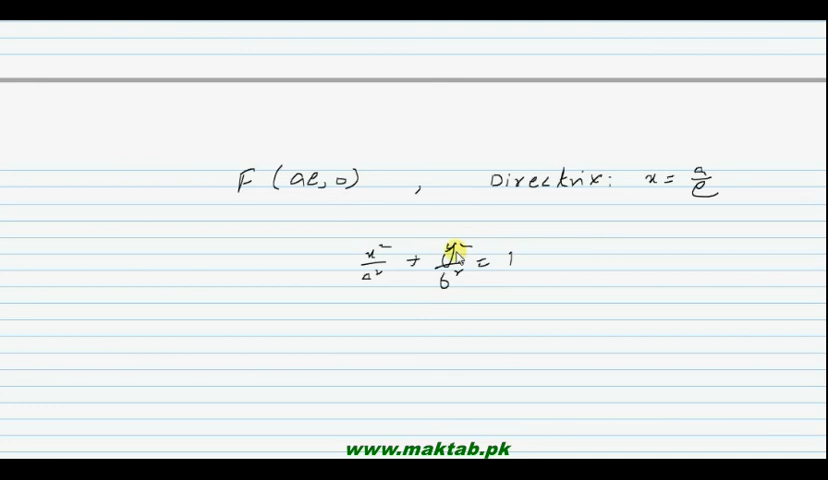 F (ae, 0) , Directrix: x = a/e
x²/a² + y²/b² = 1
www.maktab.pk